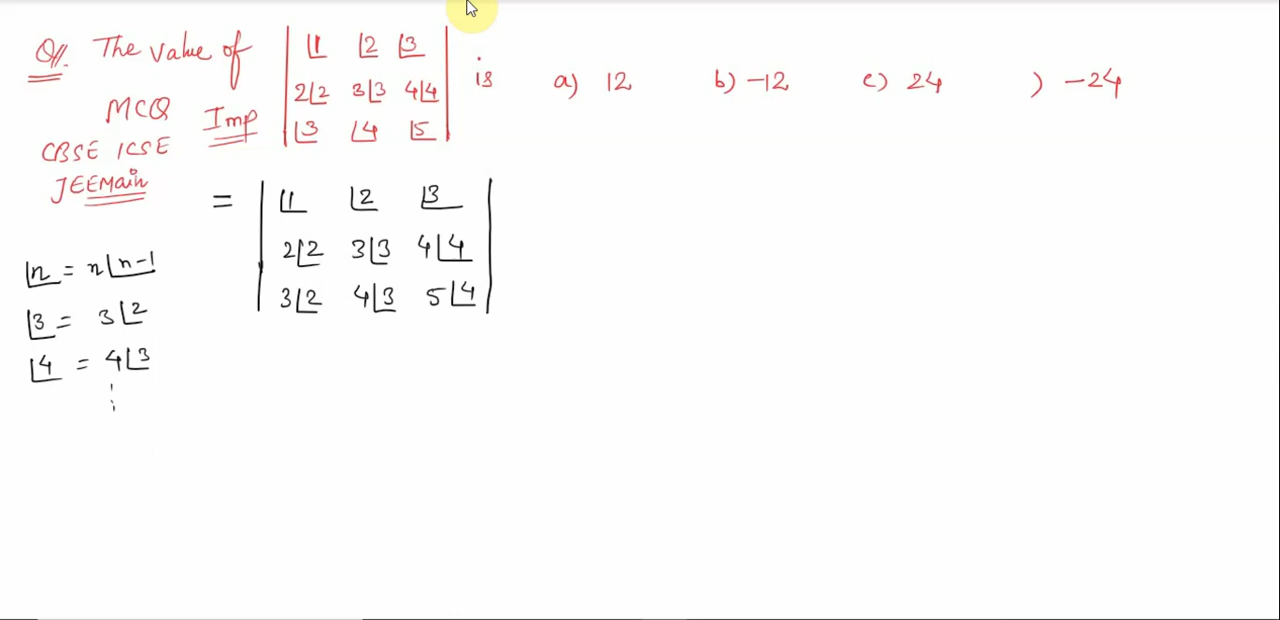 Q/. The value of | ⌊1 ⌊2 ⌊3 | is a) 12 b) -12 c) 24 ) -24
MCQ Imp | 2⌊2 3⌊3 4⌊4 |
CBSE ICSE | ⌊3 ⌊4 ⌊5 |
JEEMain
= | ⌊1 ⌊2 ⌊3 |
| 2⌊2 3⌊3 4⌊4 |
| 3⌊2 4⌊3 5⌊4 |
⌊n = n⌊n-1
⌊3 = 3⌊2
⌊4 = 4⌊3
⋮